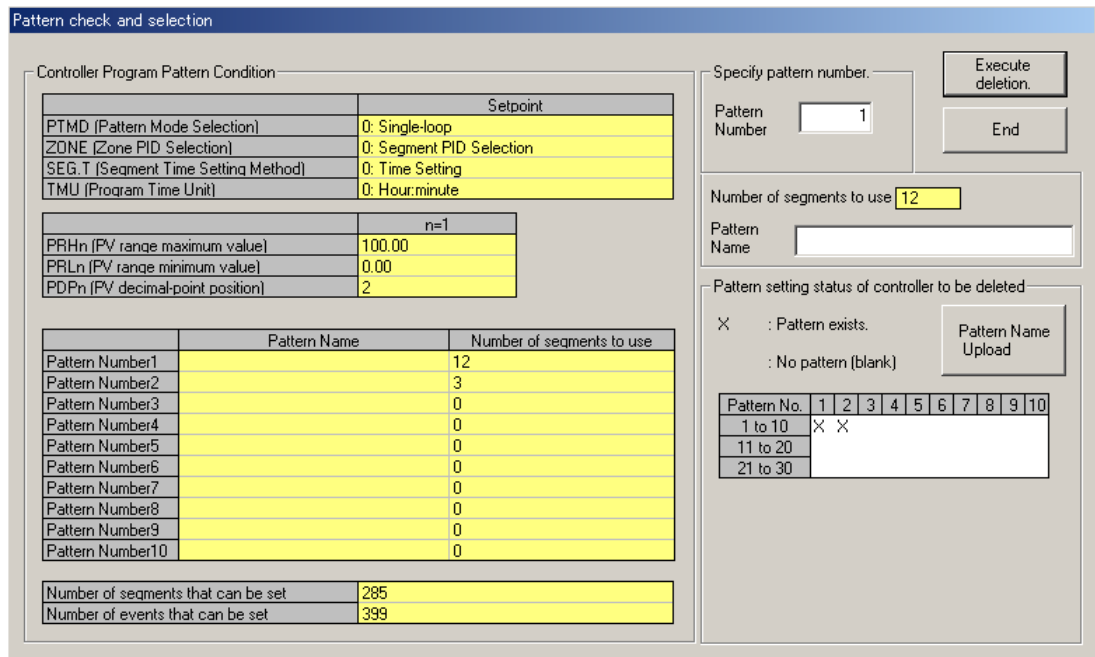 Pattern check and selection
Controller Program Pattern Condition
Setpoint
PTMD (Pattern Mode Selection) 0: Single-loop
ZONE (Zone PID Selection) 0: Segment PID Selection
SEG.T (Segment Time Setting Method) 0: Time Setting
TMU (Program Time Unit) 0: Hour:minute
n=1
PRHn (PV range maximum value) 100.00
PRLn (PV range minimum value) 0.00
PDPn (PV decimal-point position) 2
Pattern Name Number of segments to use
Pattern Number1 12
Pattern Number2 3
Pattern Number3 0
Pattern Number4 0
Pattern Number5 0
Pattern Number6 0
Pattern Number7 0
Pattern Number8 0
Pattern Number9 0
Pattern Number10 0
Number of segments that can be set 285
Number of events that can be set 399
Specify pattern number.
Pattern
Number
1
Execute
deletion.
End
Number of segments to use 12
Pattern
Name
Pattern setting status of controller to be deleted
X : Pattern exists.
: No pattern (blank)
Pattern Name
Upload
Pattern No. 1 2 3 4 5 6 7 8 9 10
1 to 10 X X
11 to 20
21 to 30